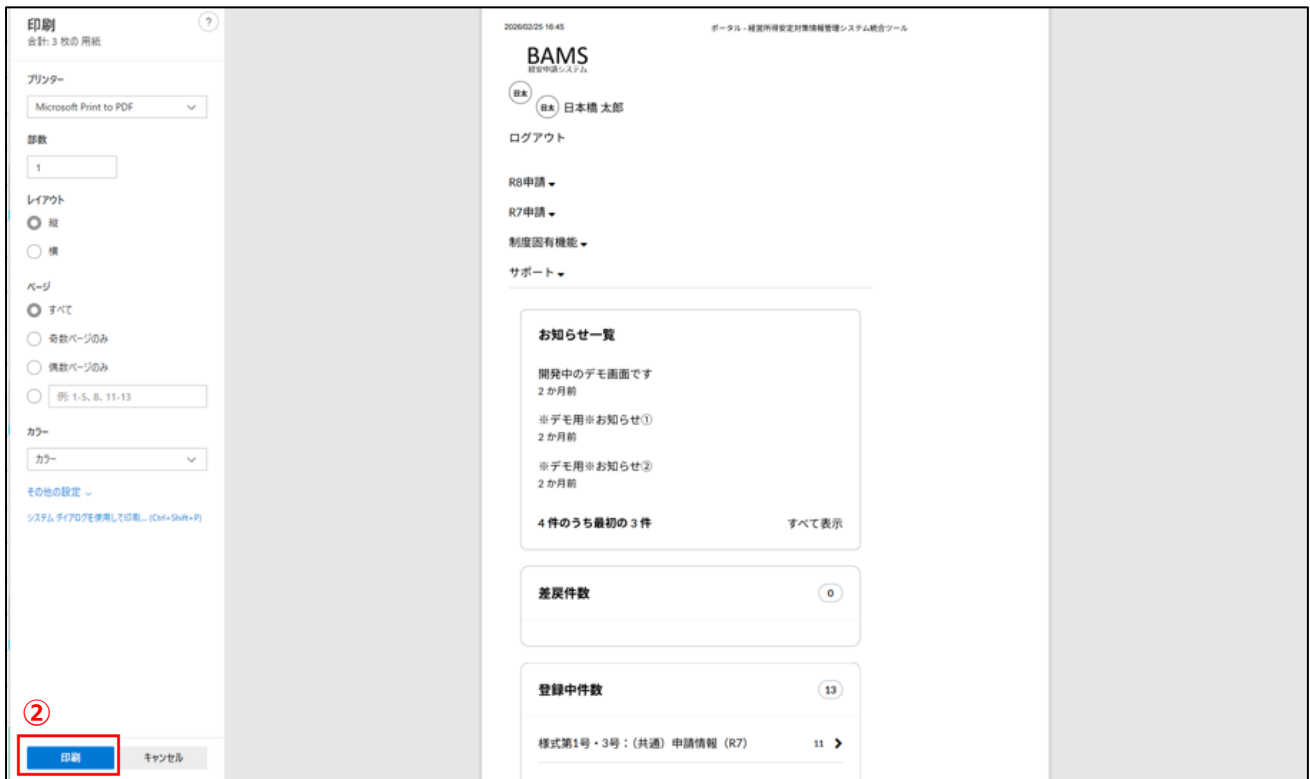 印刷
?
合計: 3 枚の用紙
プリンター
Microsoft Print to PDF
部数
1
レイアウト
縦
横
ページ
すべて
奇数ページのみ
偶数ページのみ
例: 1-5、8、11-13
カラー
カラー
その他の設定
システム ダイアログを使用して印刷... (Ctrl+Shift+P)
②
印刷
キャンセル
2026/02/25 16:45
ポータル - 経営所得安定対策情報管理システム統合ツール
BAMS
経安申請システム
日太
日太 日本橋 太郎
ログアウト
R8申請
R7申請
制度固有機能
サポート
お知らせ一覧
開発中のデモ画面です
2 か月前
※デモ用※お知らせ①
2 か月前
※デモ用※お知らせ②
2 か月前
4 件のうち最初の 3 件 すべて表示
差戻件数 0
登録中件数 13
様式第1号・3号：（共通）申請情報（R7） 11